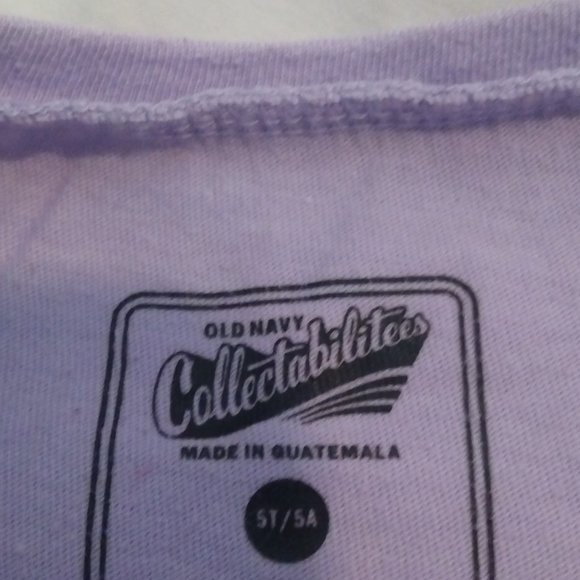 OLD NAVY
Collectabilitees
MADE IN GUATEMALA
5T/5A